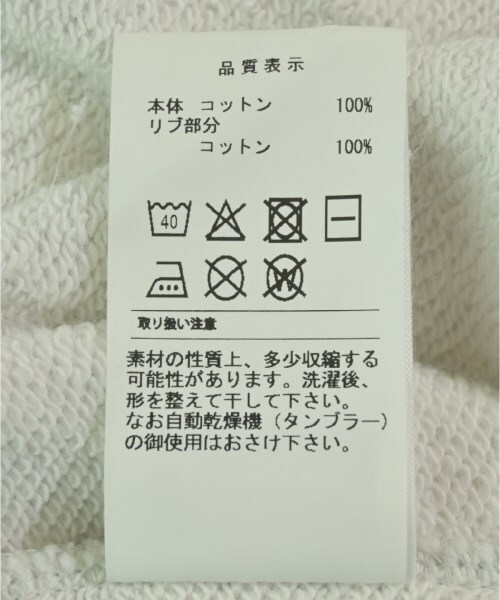 品質表示
本体 コットン 100%
リブ部分
コットン 100%
40
W
取り扱い注意
素材の性質上、多少収縮する
可能性があります。洗濯後、
形を整えて干して下さい。
なお自動乾燥機（タンブラー）
の御使用はおさけ下さい。